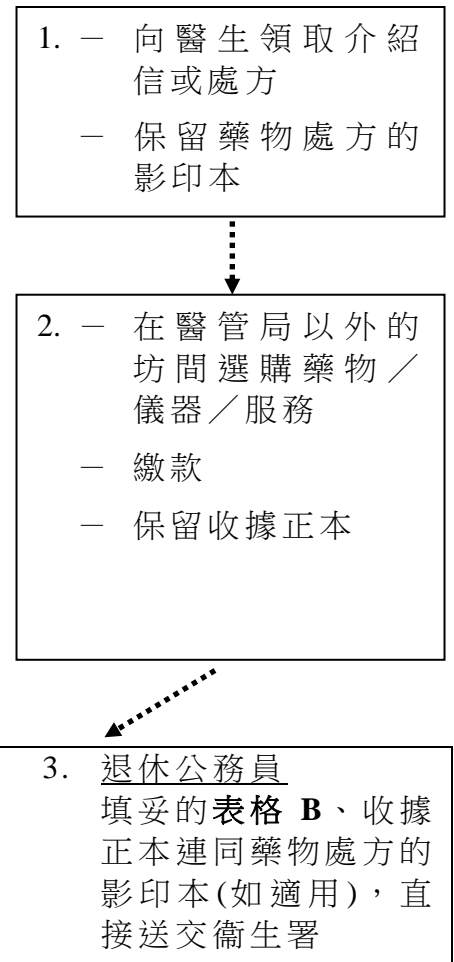 1. － 向醫生領取介紹
信或處方
－ 保留藥物處方的
影印本
2. － 在醫管局以外的
坊間選購藥物／
儀器／服務
－ 繳款
－ 保留收據正本
3. 退休公務員
填妥的表格 B、收據
正本連同藥物處方的
影印本(如適用)，直
接送交衞生署